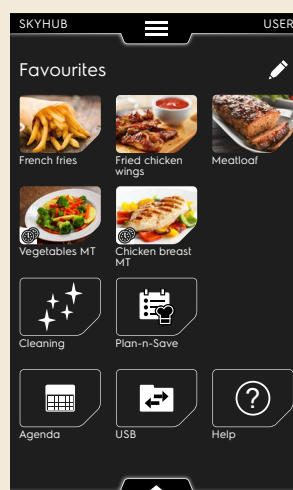 SKYHUB USER
Favourites
French fries
Fried chicken
wings
Meatloaf
Vegetables MT
Chicken breast
MT
Cleaning
Plan-n-Save
Agenda
USB
Help
?